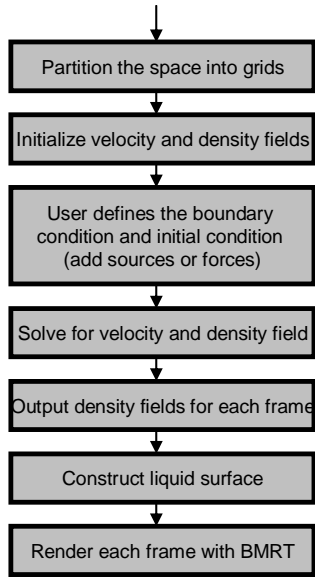 Partition the space into grids
Initialize velocity and density fields
User defines the boundary
condition and initial condition
(add sources or forces)
Solve for velocity and density field
Output density fields for each frame
Construct liquid surface
Render each frame with BMRT